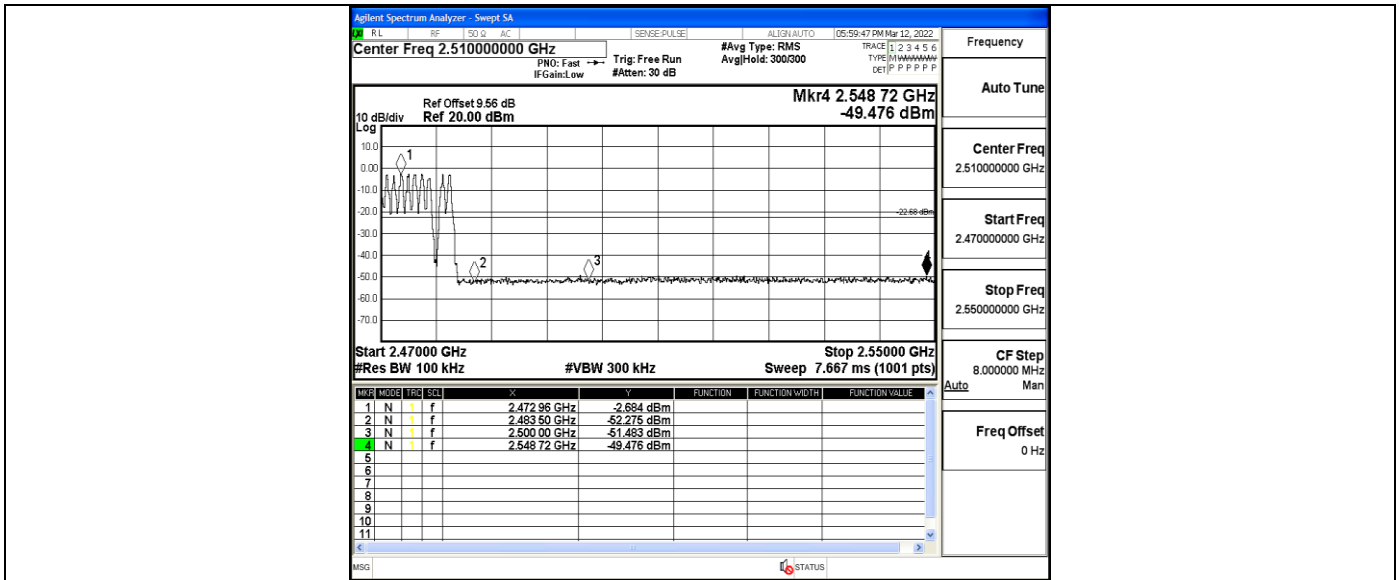 Agilent Spectrum Analyzer - Swept SA
RL RF 50 Ω AC SENSE:PULSE ALIGN AUTO 05:59:47 PM Mar 12, 2022
Center Freq 2.510000000 GHz
PNO: Fast
IFGain:Low
Trig: Free Run
#Atten: 30 dB
#Avg Type: RMS
Avg|Hold: 300/300
TRACE 1 2 3 4 5 6
TYPE M WWWWW
DET P P P P P P
Ref Offset 9.56 dB
10 dB/div Ref 20.00 dBm
Log
Mkr4 2.548 72 GHz
-49.476 dBm
10.0
0.00
-10.0
-20.0
-30.0
-40.0
-50.0
-60.0
-70.0
1
2
3
-22.68 dBm
Start 2.47000 GHz Stop 2.55000 GHz
#Res BW 100 kHz #VBW 300 kHz Sweep 7.667 ms (1001 pts)
MKR MODE TRC SCL X Y FUNCTION FUNCTION WIDTH FUNCTION VALUE
1 N 1 f 2.472 96 GHz -2.684 dBm
2 N 1 f 2.483 50 GHz -52.275 dBm
3 N 1 f 2.500 00 GHz -51.483 dBm
4 N 1 f 2.548 72 GHz -49.476 dBm
5
6
7
8
9
10
11
MSG STATUS
Frequency
Auto Tune
Center Freq
2.510000000 GHz
Start Freq
2.470000000 GHz
Stop Freq
2.550000000 GHz
CF Step
8.000000 MHz
Auto Man
Freq Offset
0 Hz